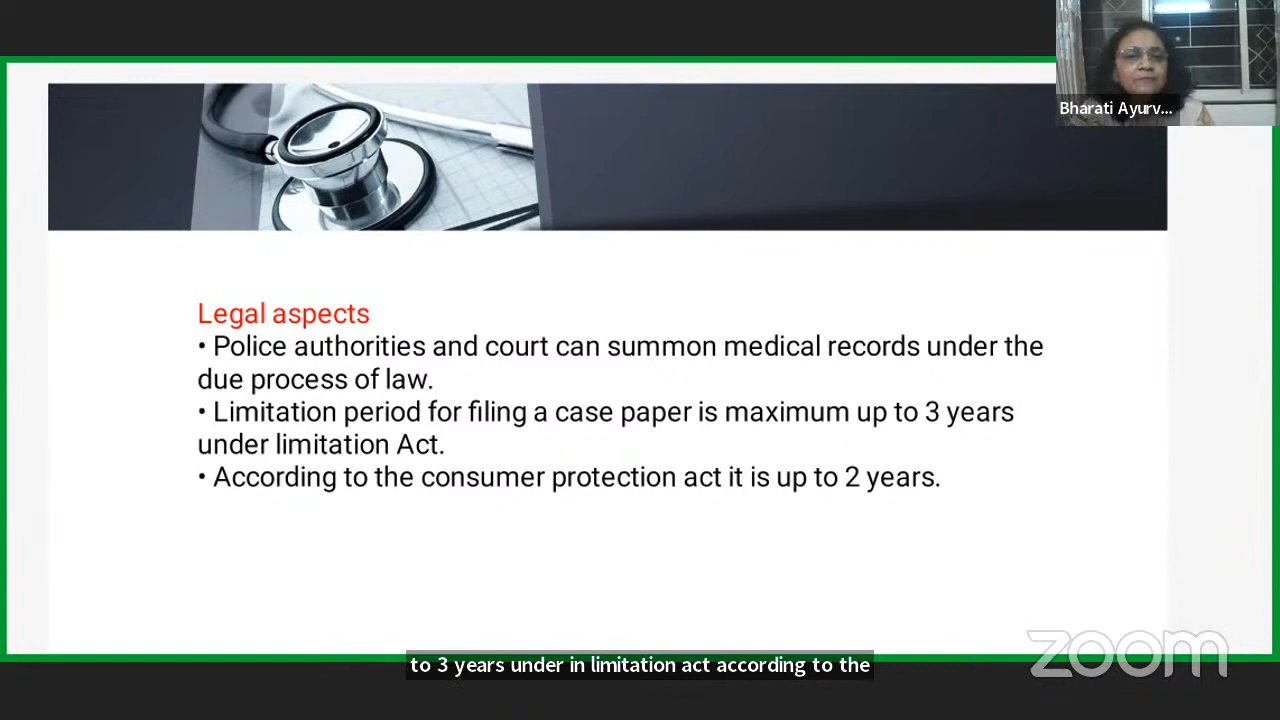 Bharati Ayurv...
Legal aspects
• Police authorities and court can summon medical records under the
due process of law.
• Limitation period for filing a case paper is maximum up to 3 years
under limitation Act.
• According to the consumer protection act it is up to 2 years.
zoom
to 3 years under in limitation act according to the